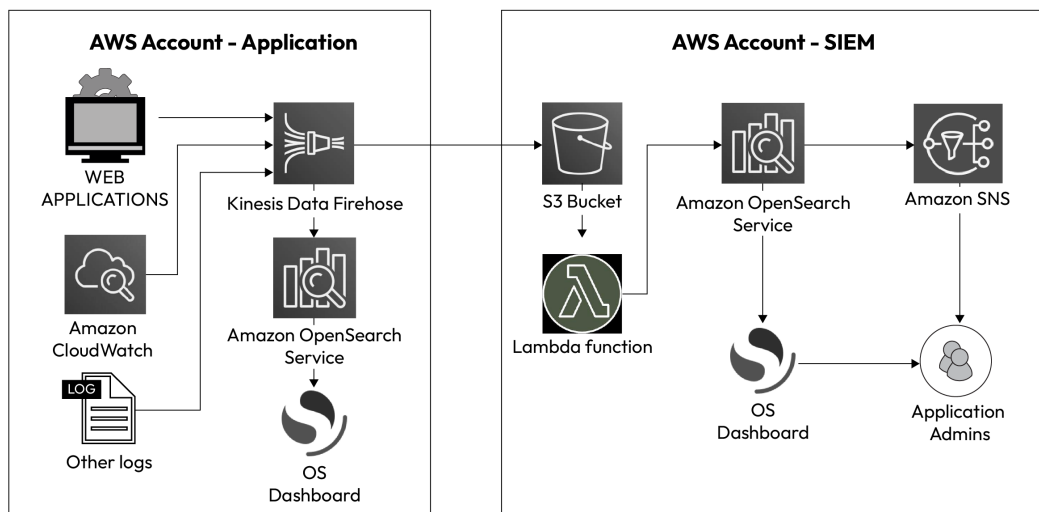 AWS Account - Application
WEB
APPLICATIONS
Kinesis Data Firehose
Amazon
CloudWatch
Amazon OpenSearch
Service
LOG
Other logs
OS
Dashboard
AWS Account - SIEM
S3 Bucket
Amazon OpenSearch
Service
Amazon SNS
Lambda function
OS
Dashboard
Application
Admins